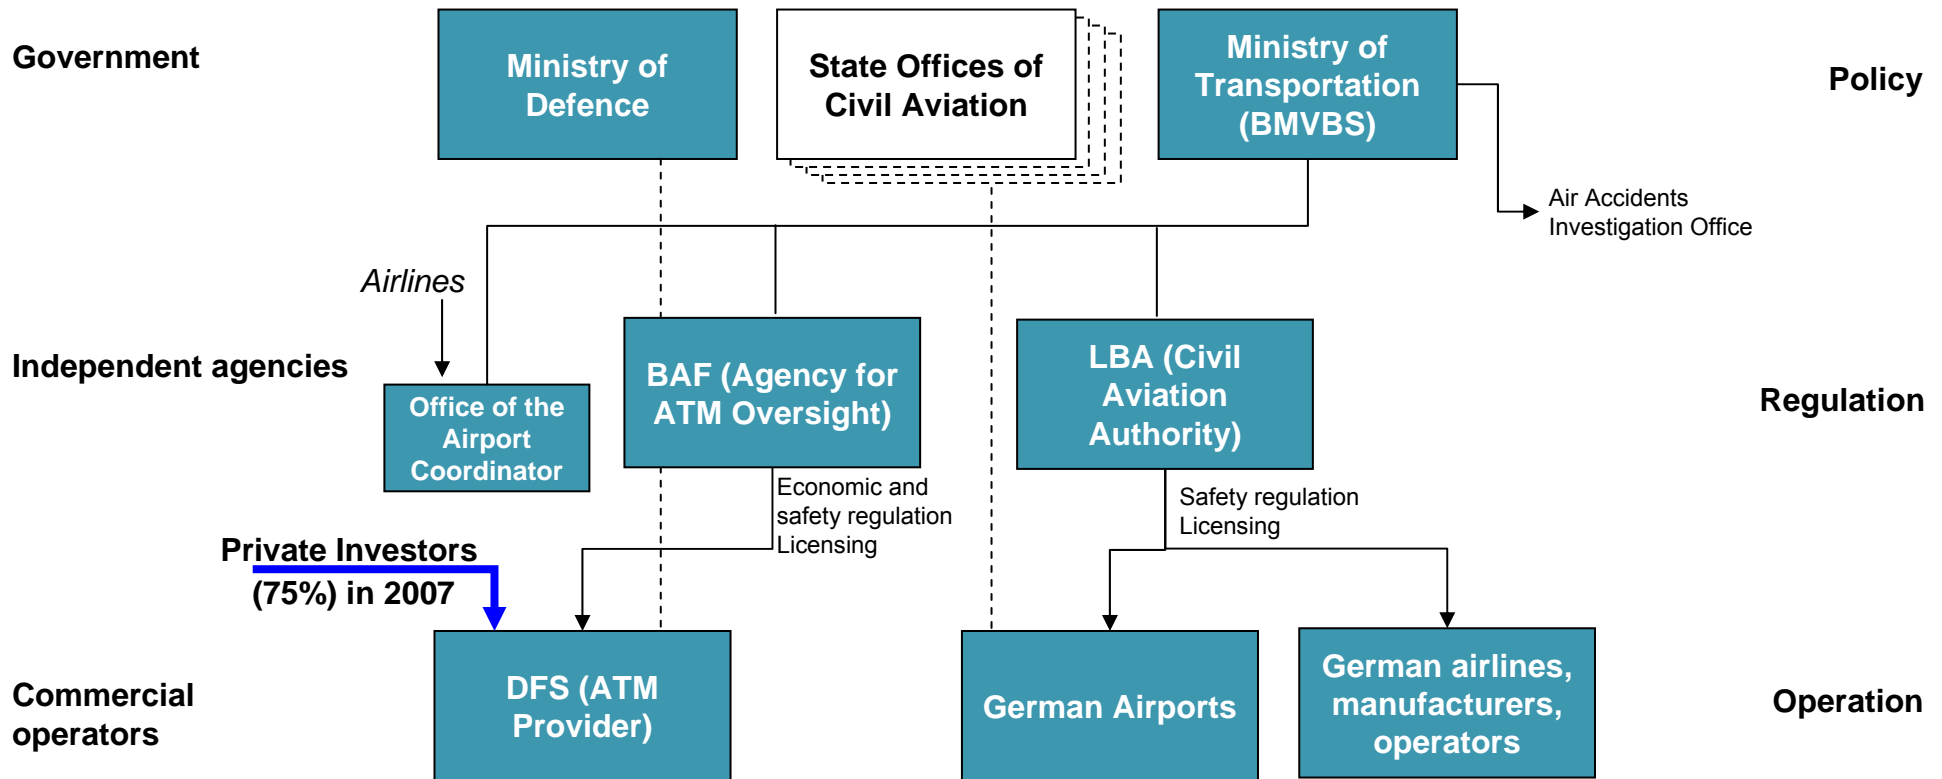 Government
Ministry of
Defence
State Offices of
Civil Aviation
Ministry of
Transportation
(BMVBS)
Policy
Air Accidents
Investigation Office
Airlines
Independent agencies
Office of the
Airport
Coordinator
BAF (Agency for
ATM Oversight)
LBA (Civil
Aviation
Authority)
Regulation
Economic and
safety regulation
Licensing
Safety regulation
Licensing
Private Investors
(75%) in 2007
Commercial
operators
DFS (ATM
Provider)
German Airports
German airlines,
manufacturers,
operators
Operation